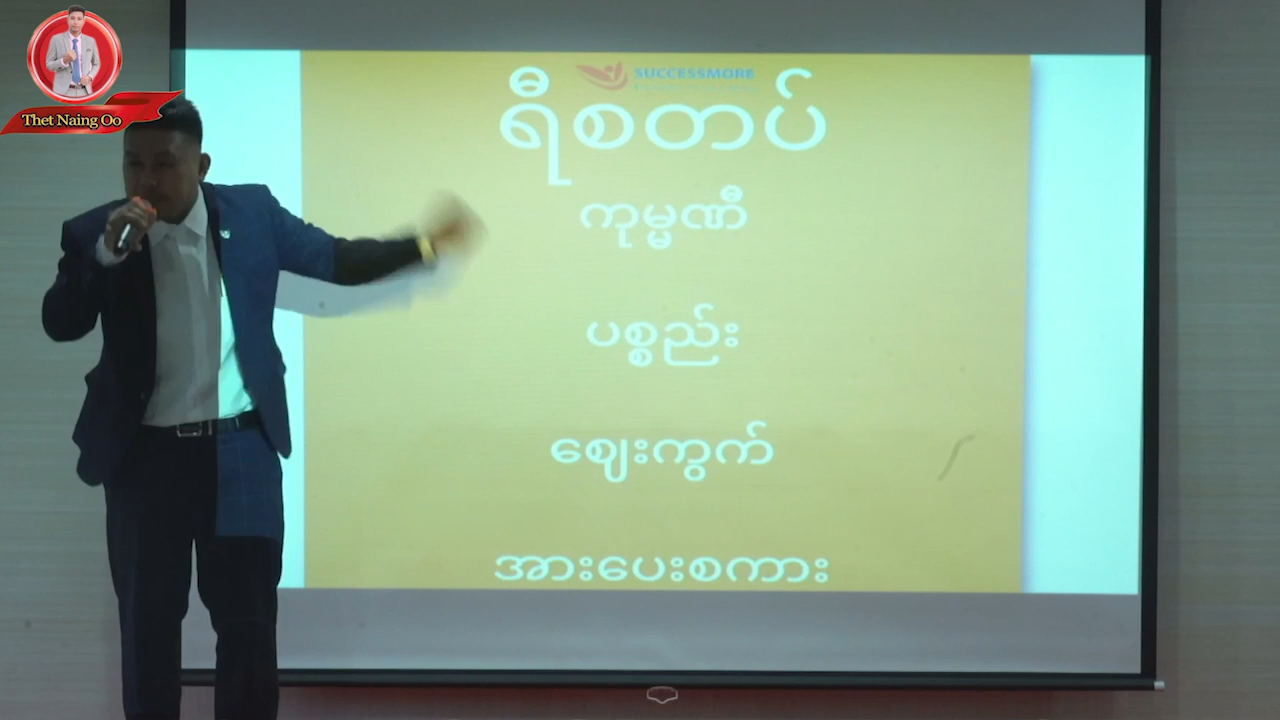 Thet Naing Oo
SUCCESSMORE
ရီစတပ်
ကုမ္မဏီ
ပစ္စည်း
ဈေးကွက်
အားပေးစကား